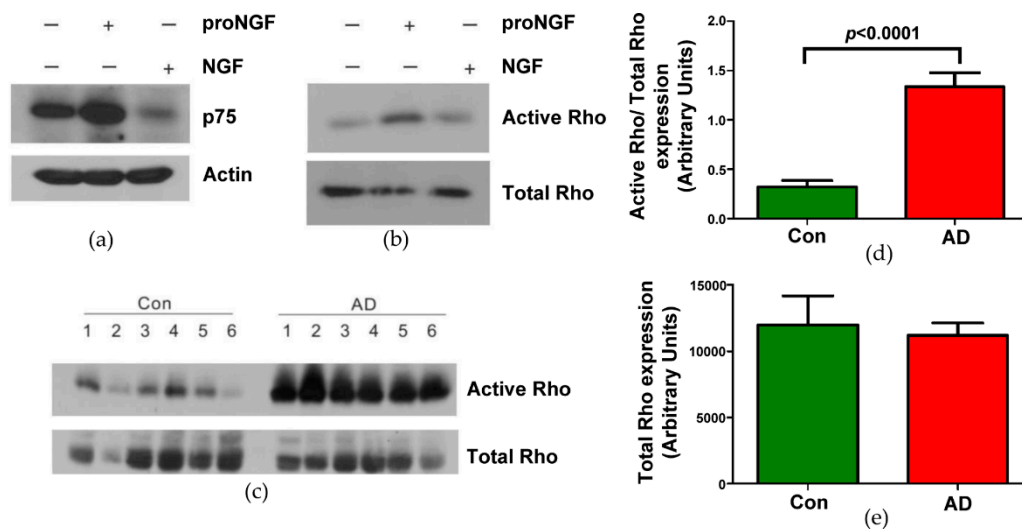 − + − proNGF
− − + NGF
p75
Actin
(a)
− + − proNGF
− − + NGF
Active Rho
Total Rho
(b)
Con AD
1 2 3 4 5 6 1 2 3 4 5 6
Active Rho
Total Rho
(c)
Active Rho/ Total Rho
expression
(Arbitrary Units)
2.0
1.5
1.0
0.5
0.0
p<0.0001
Con AD
(d)
Total Rho expression
(Arbitrary Units)
15000
10000
5000
0
Con AD
(e)